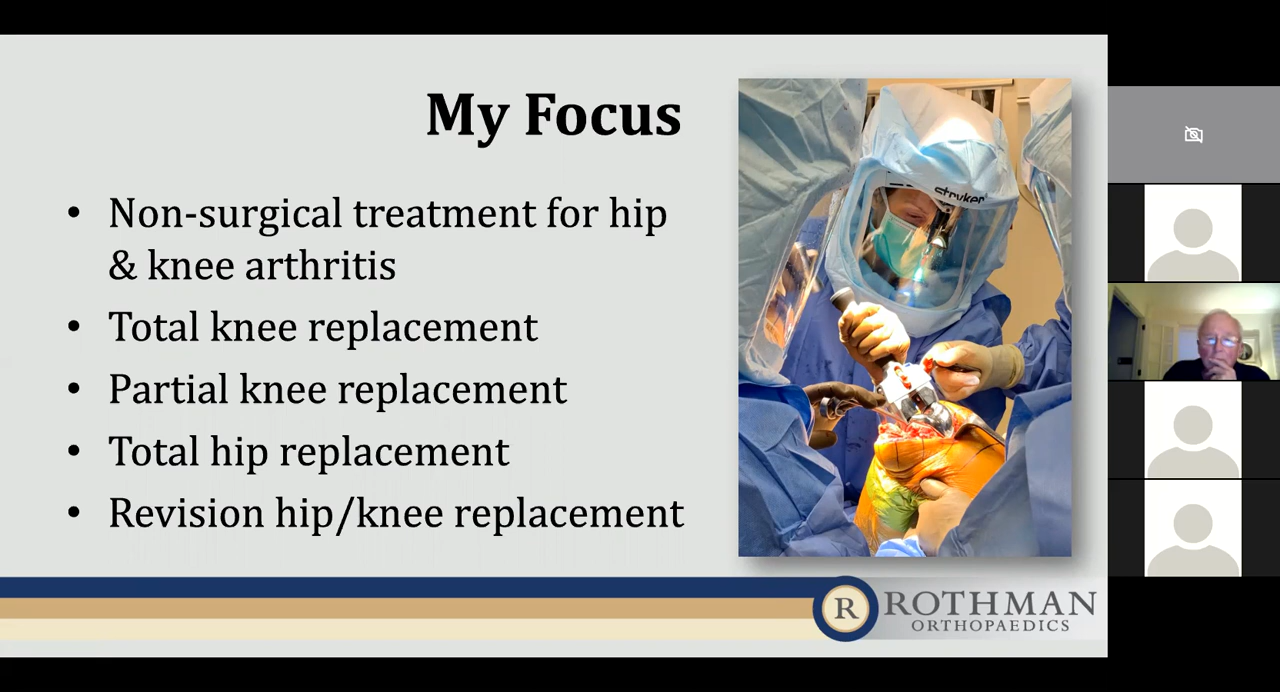 My Focus
• Non-surgical treatment for hip
& knee arthritis
• Total knee replacement
• Partial knee replacement
• Total hip replacement
• Revision hip/knee replacement
stryker
R ROTHMAN
ORTHOPAEDICS